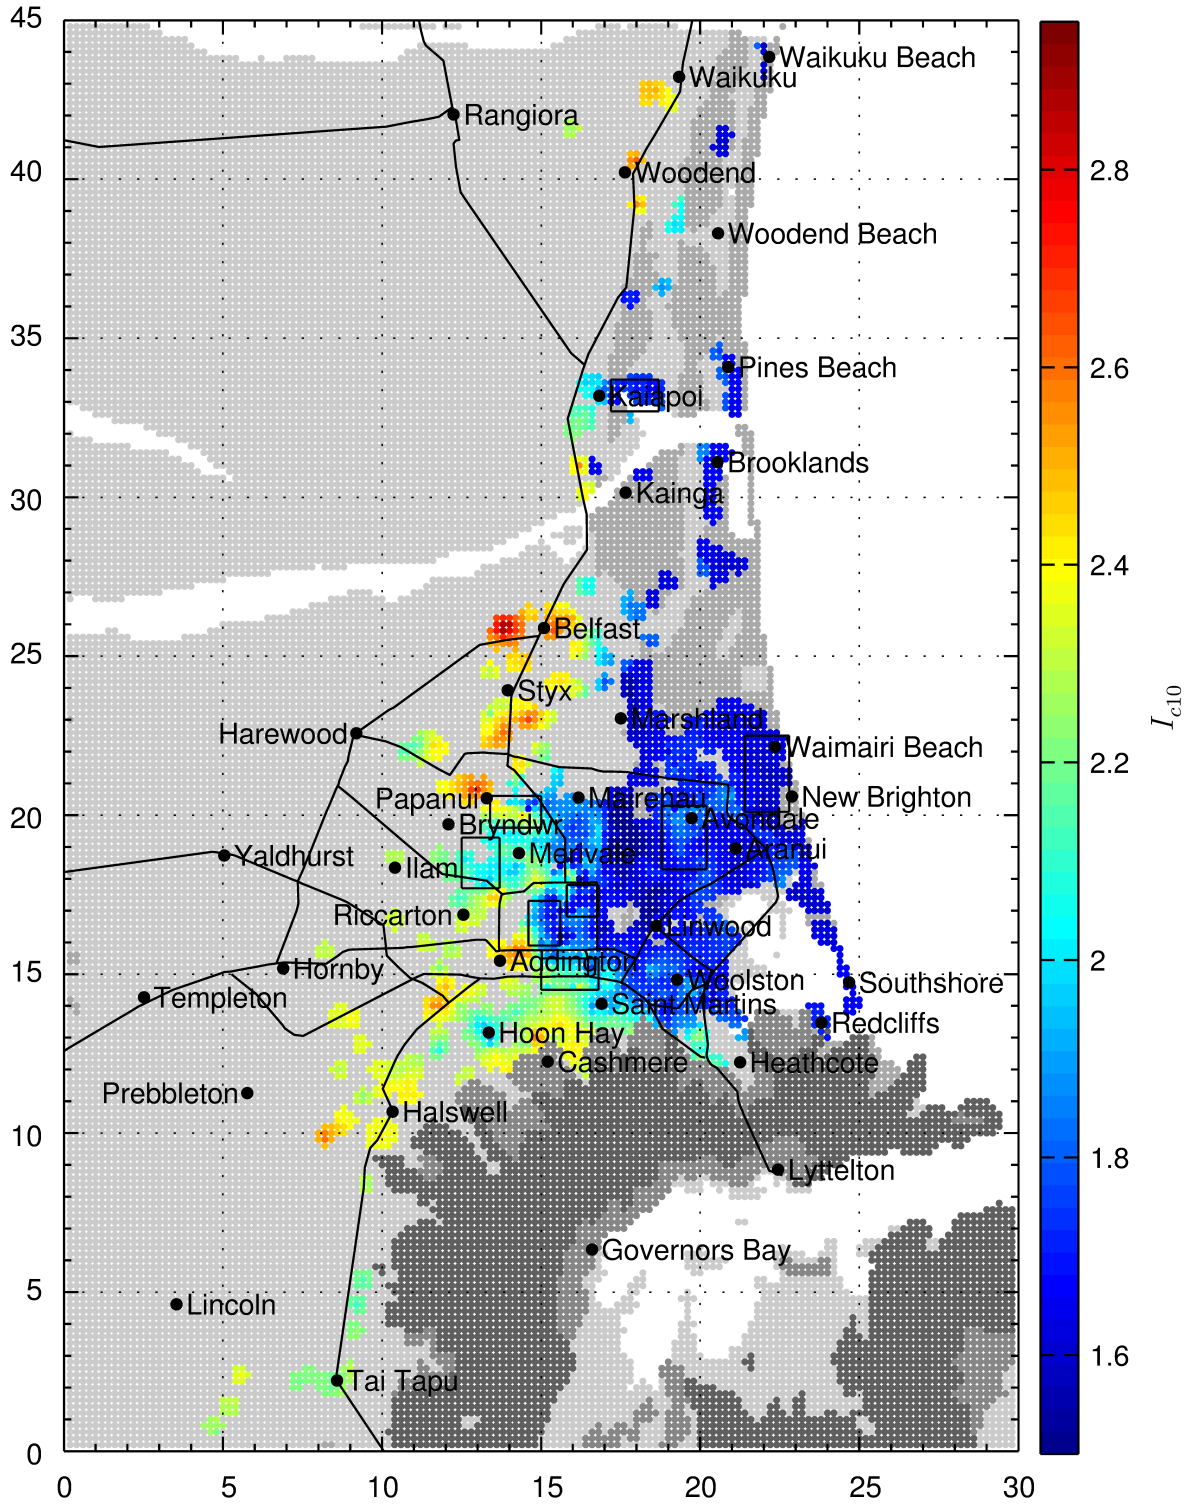 45
Waikuku Beach
Waikuku
Rangiora
2.8
40
Woodend
Woodend Beach
35
Pines Beach
2.6
Kaiapoi
Brooklands
30
Kainga
2.4
Belfast
25
Styx
Marshland
Harewood
Waimairi Beach
I_{c10}
2.2
Papanui
Mairehau
New Brighton
20
Bryndwr
Avondale
Yaldhurst
Ilam
Merivale
Aranui
Riccarton
Linwood
15
Hornby
Addington
2
Templeton
Woolston
Southshore
Saint Martins
Hoon Hay
Redcliffs
Cashmere
Heathcote
Prebbleton
Halswell
10
Lyttelton
1.8
Governors Bay
5
Lincoln
1.6
Tai Tapu
0
0 5 10 15 20 25 30